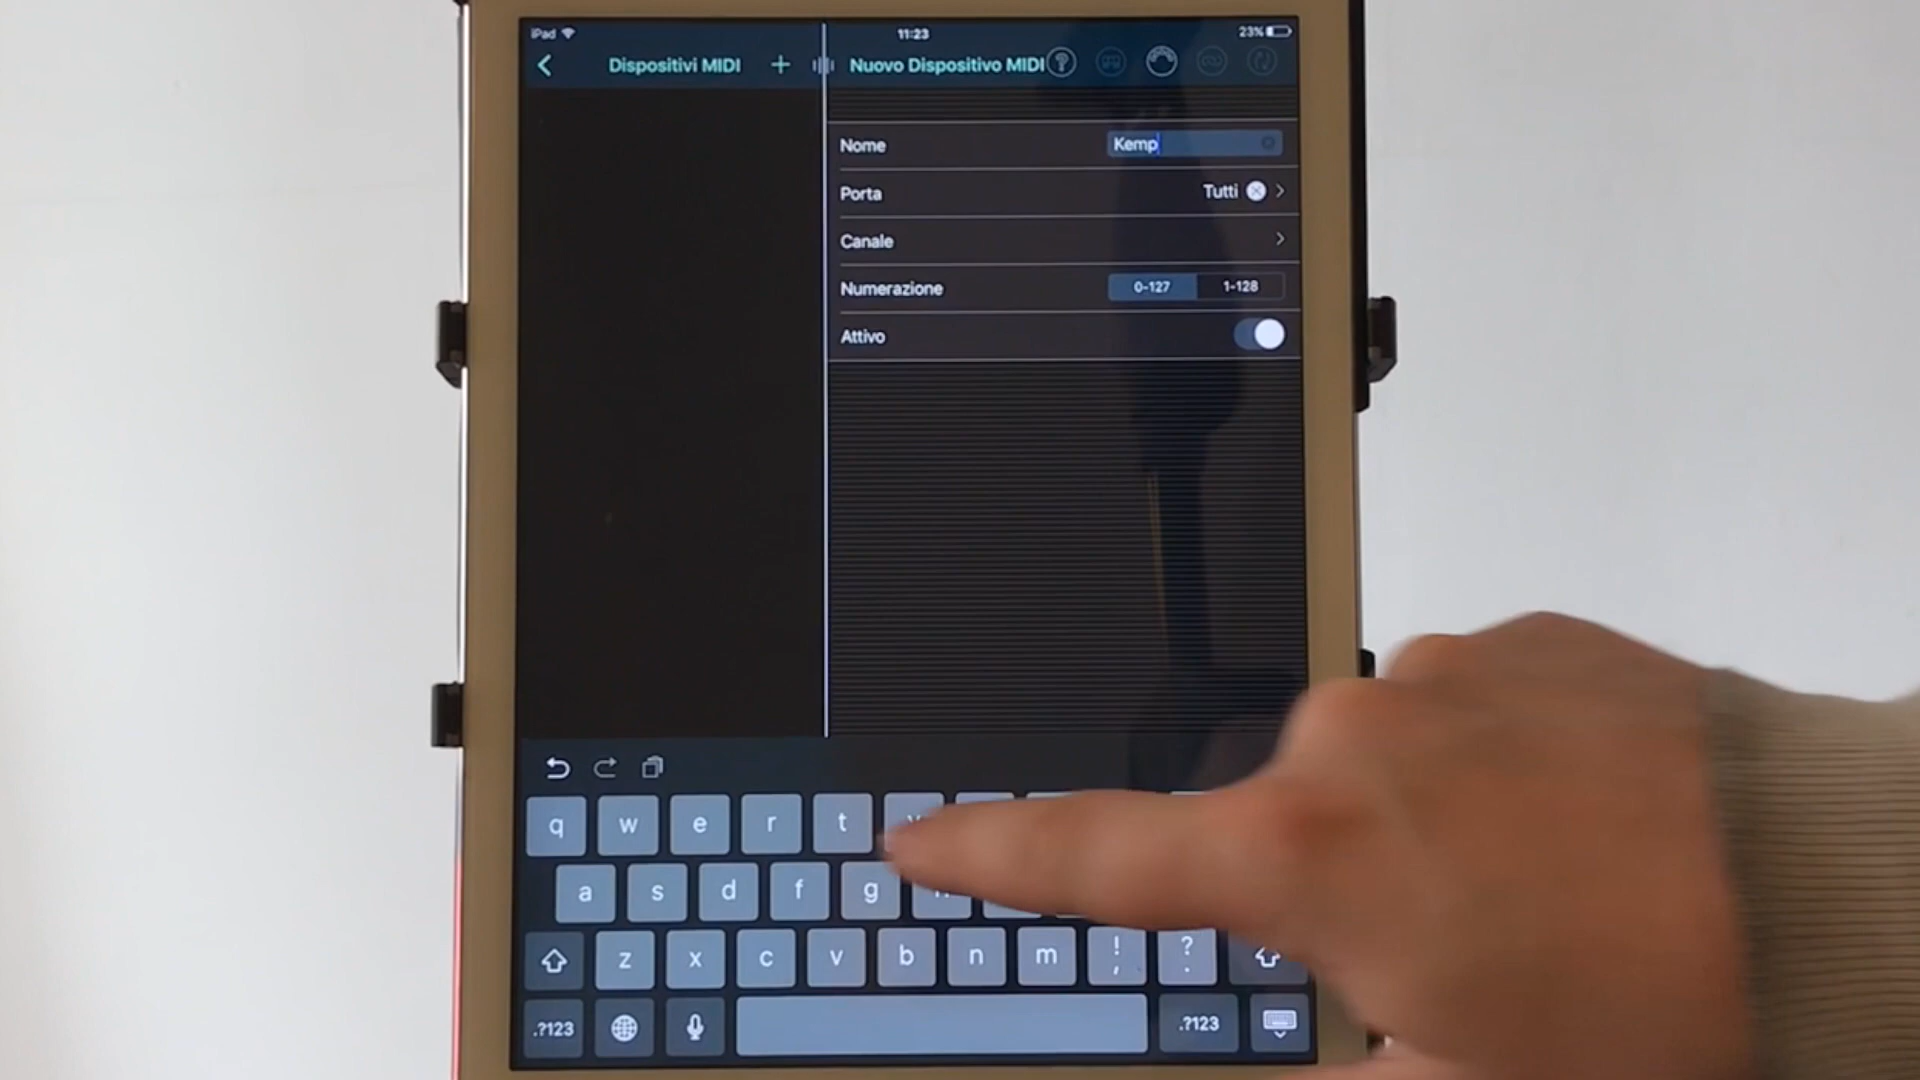 iPad 11:23 23%
Dispositivi MIDI + Nuovo Dispositivo MIDI
Nome Kemp
Porta Tutti
Canale
Numerazione 0-127 1-128
Attivo
q w e r t
a s d f g
z x c v b n m ! , ? .
.?123 .?123